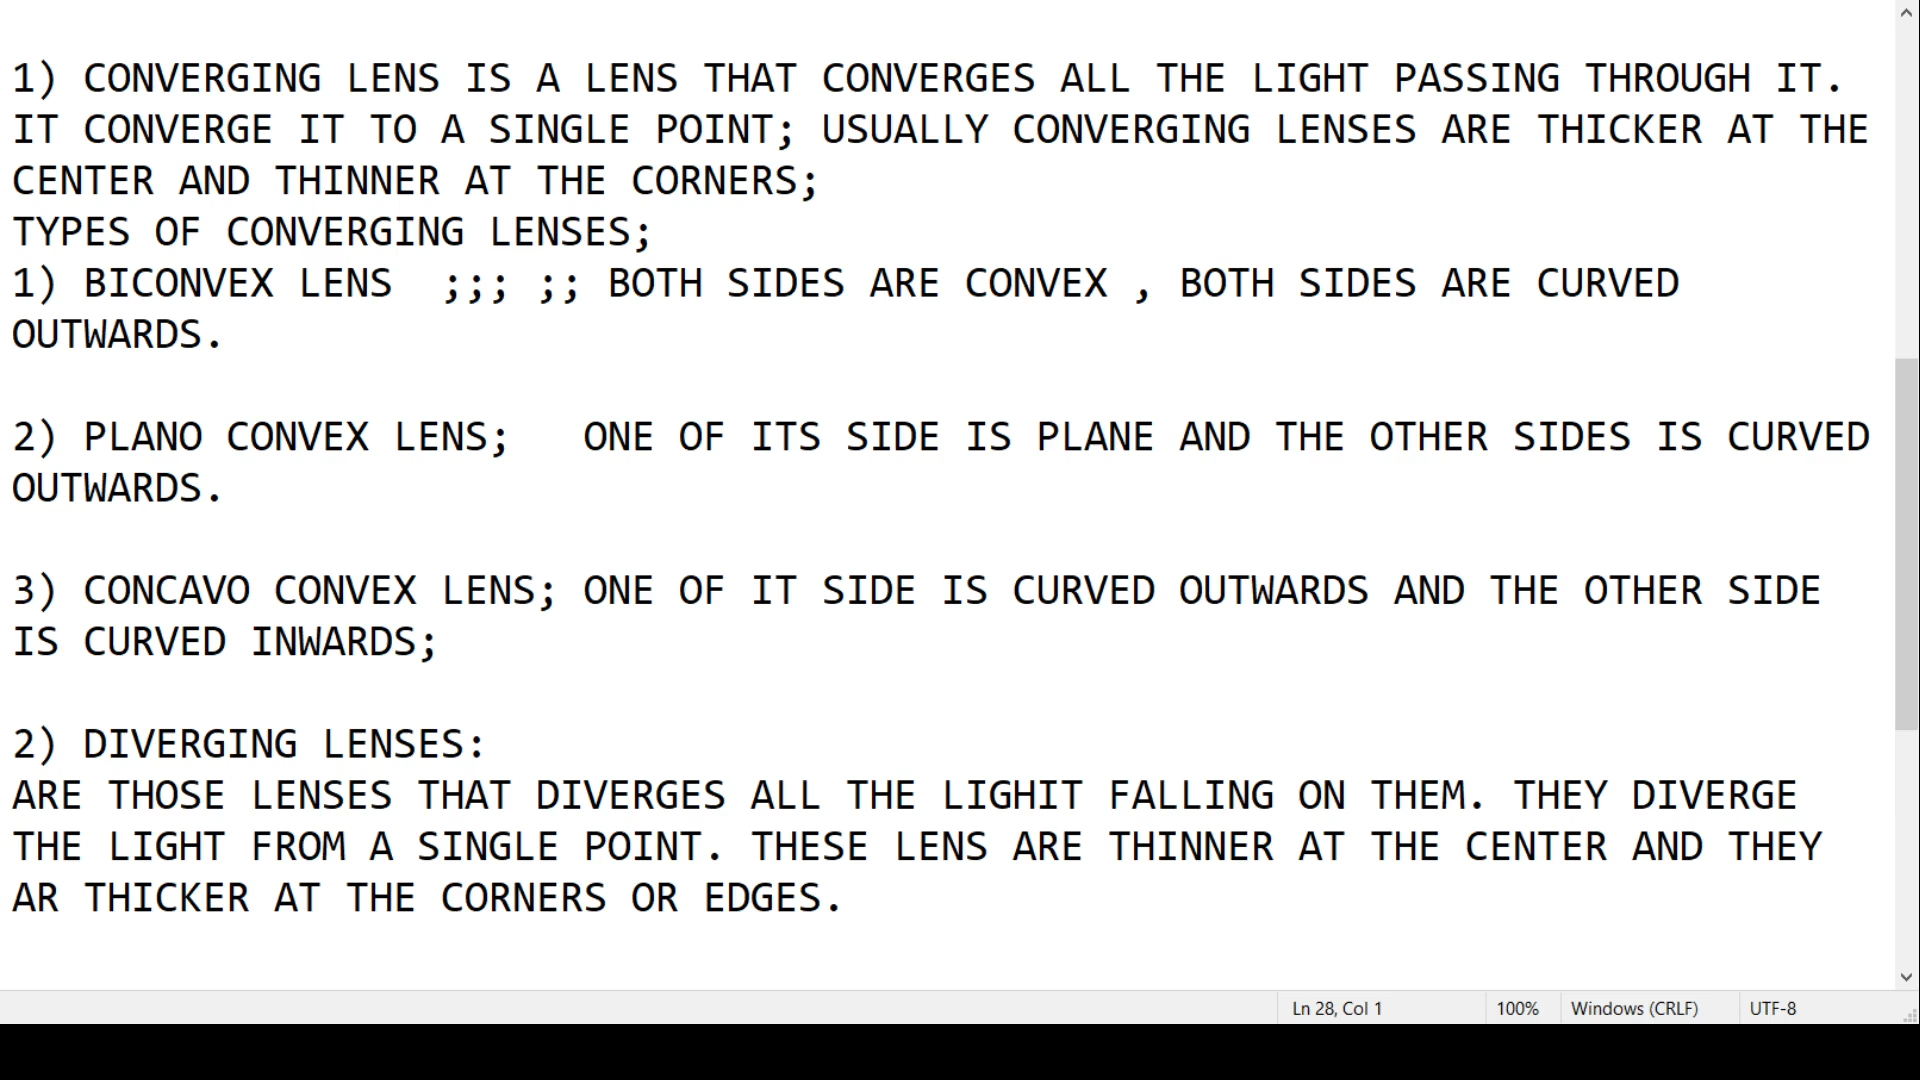 1) CONVERGING LENS IS A LENS THAT CONVERGES ALL THE LIGHT PASSING THROUGH IT.
IT CONVERGE IT TO A SINGLE POINT; USUALLY CONVERGING LENSES ARE THICKER AT THE
CENTER AND THINNER AT THE CORNERS;
TYPES OF CONVERGING LENSES;
1) BICONVEX LENS  ;;; ;; BOTH SIDES ARE CONVEX , BOTH SIDES ARE CURVED
OUTWARDS.
2) PLANO CONVEX LENS;   ONE OF ITS SIDE IS PLANE AND THE OTHER SIDES IS CURVED
OUTWARDS.
3) CONCAVO CONVEX LENS; ONE OF IT SIDE IS CURVED OUTWARDS AND THE OTHER SIDE
IS CURVED INWARDS;
2) DIVERGING LENSES:
ARE THOSE LENSES THAT DIVERGES ALL THE LIGHIT FALLING ON THEM. THEY DIVERGE
THE LIGHT FROM A SINGLE POINT. THESE LENS ARE THINNER AT THE CENTER AND THEY
AR THICKER AT THE CORNERS OR EDGES.
Ln 28, Col 1 100% Windows (CRLF) UTF-8